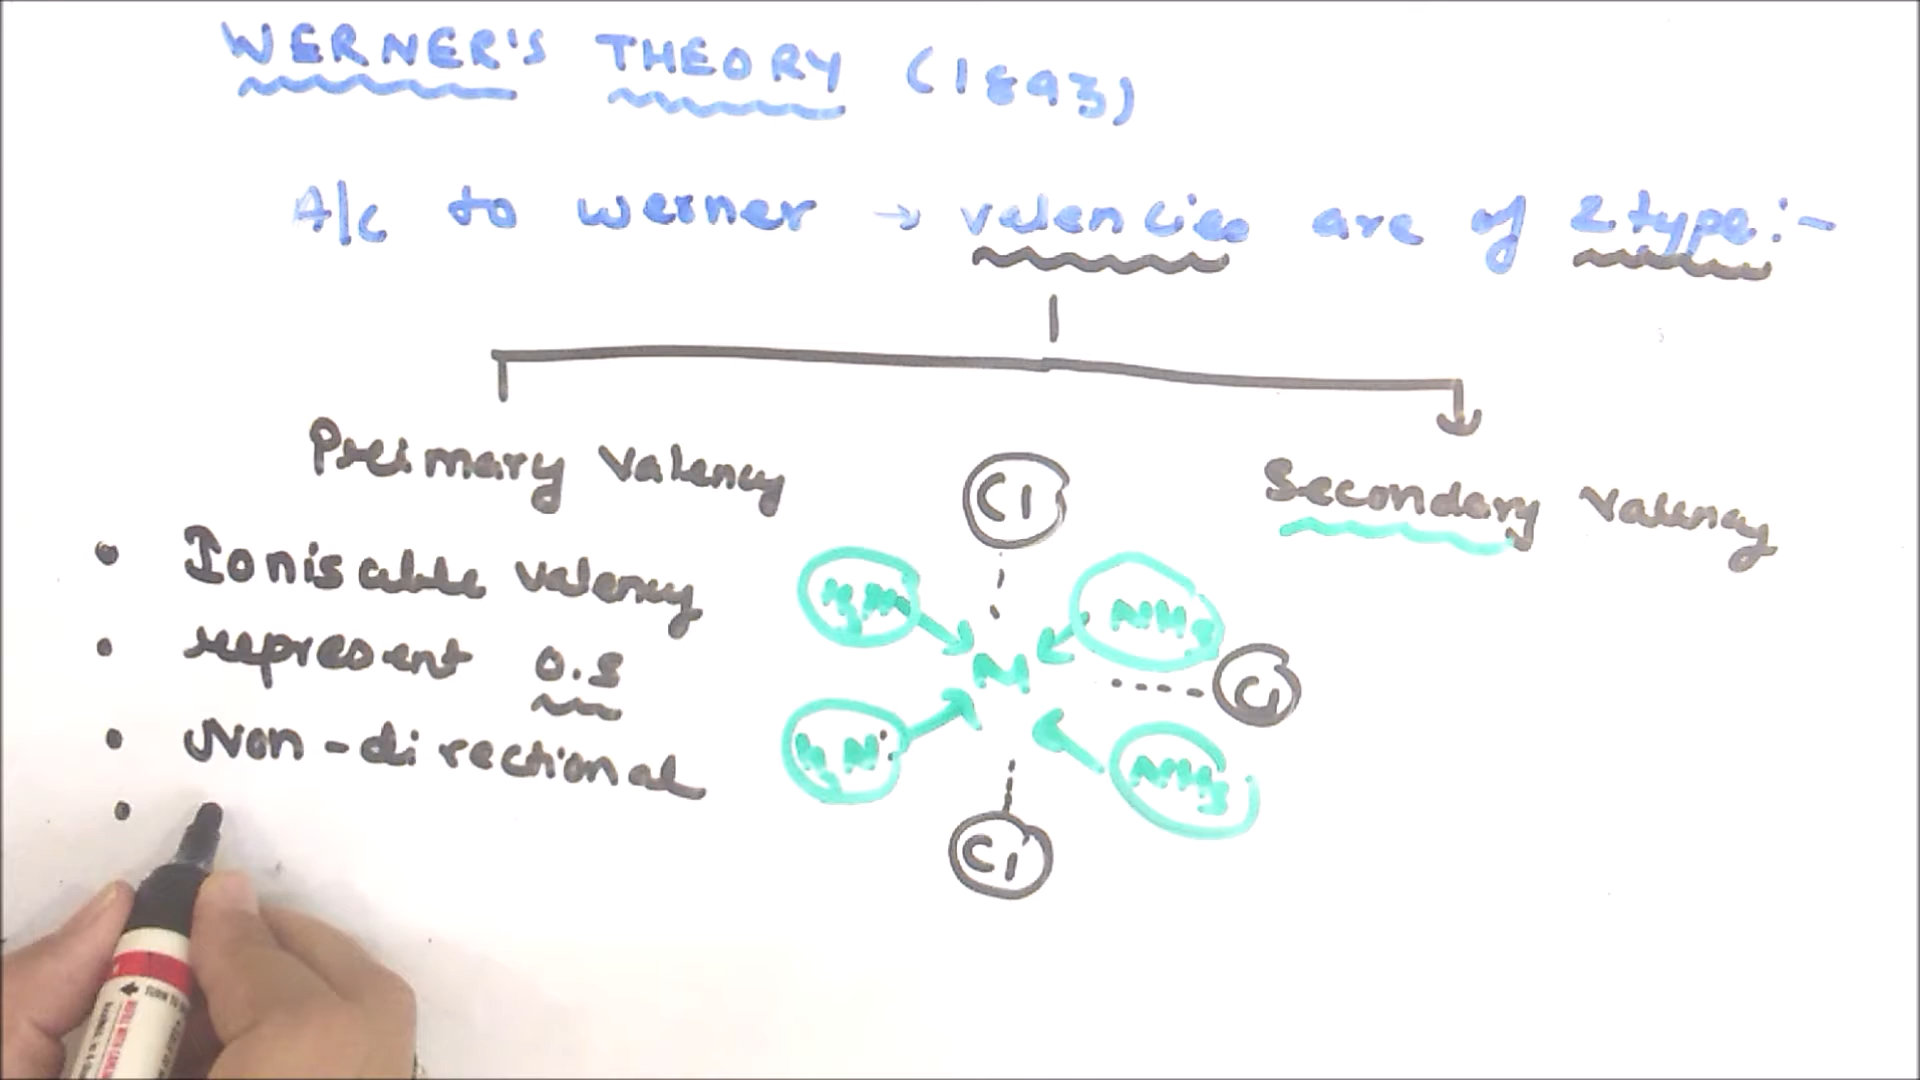 WERNER'S THEORY (1893)
A/c to Werner → valencies are of 2 type:-
Primary Valency
Secondary Valency
• Ionisable valency
• represent O.S
• Non-directional
•
Cl
NH3
N
Cl
NH3
Cl